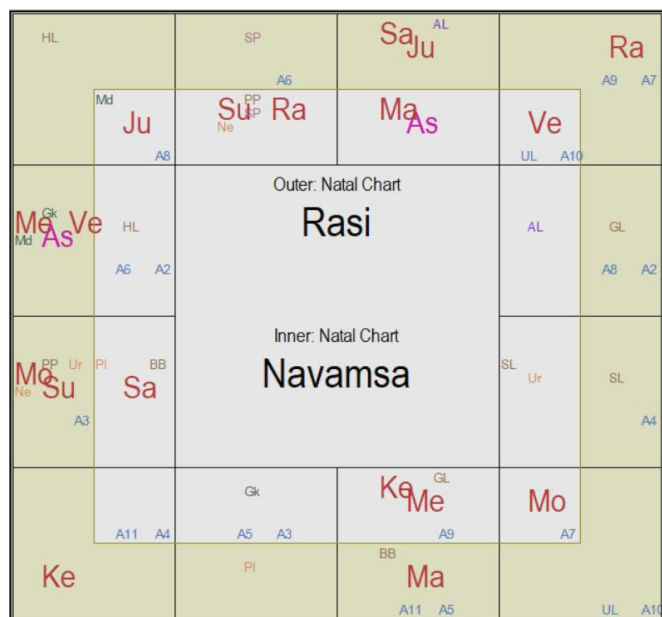 HL
SP
Sa Ju AL
Ra
A6
A9 A7
Md Ju
Su PP SP Ra Ne
Ma As
Ve
A8
UL A10
Me Gk Ve
Md As
HL
A6 A2
Outer: Natal Chart
Rasi
AL
GL
A8 A2
Mo PP Ur
Ne Su
A3
Pl BB
Sa
Inner: Natal Chart
Navamsa
SL
Ur
SL
A4
A11 A4
Gk
A5 A3
Ke GL
Me
A9
Mo
A7
Ke
Pl
BB
Ma
A11 A5
UL A10